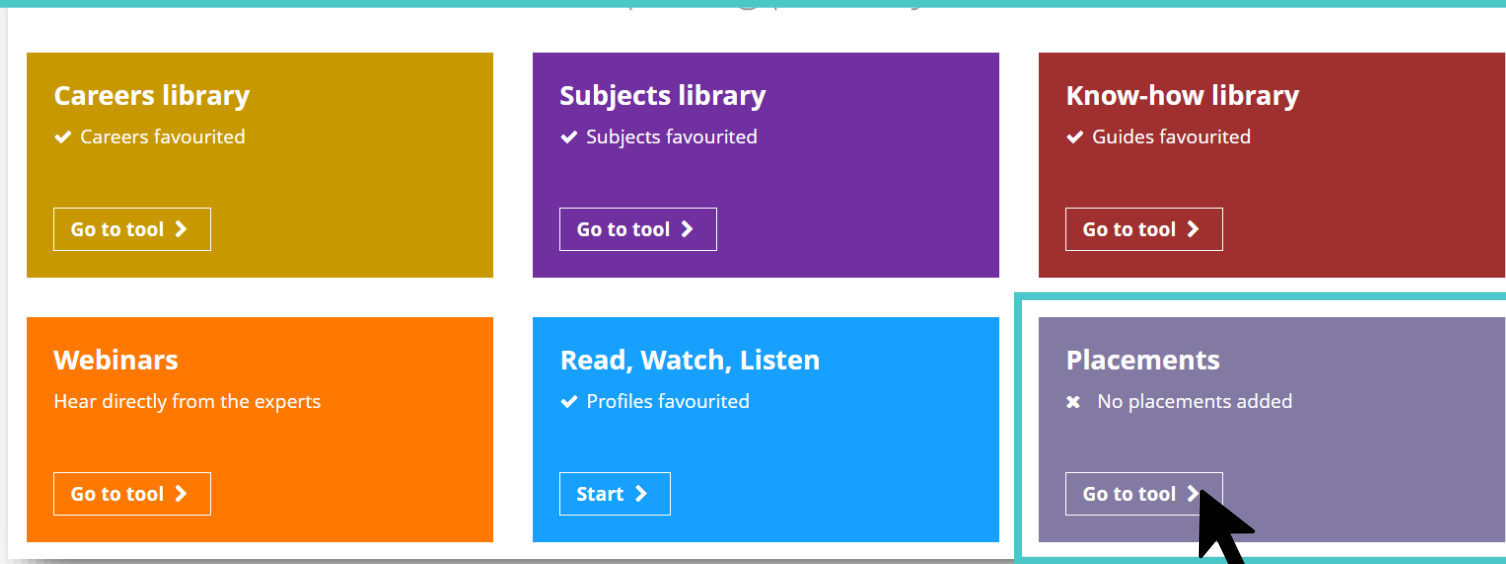 Careers library
Careers favourited
Go to tool
Subjects library
Subjects favourited
Go to tool
Know-how library
Guides favourited
Go to tool
Webinars
Hear directly from the experts
Go to tool
Read, Watch, Listen
Profiles favourited
Start
Placements
No placements added
Go to tool